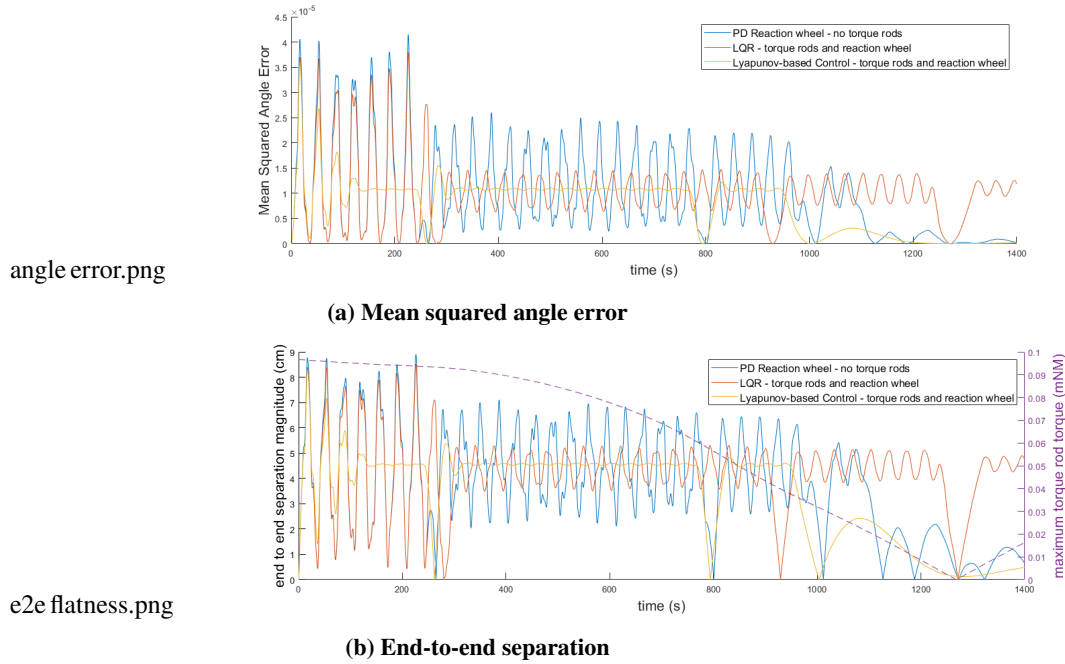 ×10⁻⁵
4.5
4
3.5
3
2.5
2
1.5
1
0.5
0
Mean Squared Angle Error
PD Reaction wheel - no torque rods
LQR - torque rods and reaction wheel
Lyapunov-based Control - torque rods and reaction wheel
0 200 400 600 800 1000 1200 1400
time (s)
angle error.png
(a) Mean squared angle error
9
8
7
6
5
4
3
2
1
0
end to end separation magnitude (cm)
PD Reaction wheel - no torque rods
LQR - torque rods and reaction wheel
Lyapunov-based Control - torque rods and reaction wheel
0.1
0.09
0.08
0.07
0.06
0.05
0.04
0.03
0.02
0.01
0
maximum torque rod torque (mNM)
0 200 400 600 800 1000 1200 1400
time (s)
e2e flatness.png
(b) End-to-end separation